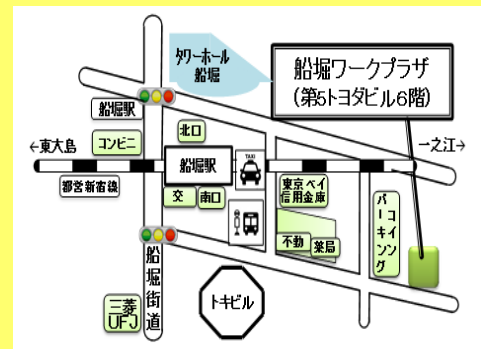 タワーホール
船堀
船堀ワークプラザ
(第5トヨダビル6階)
船堀駅
コンビニ
北口
←東大島
一之江→
船堀駅
TAXI
都営新宿線
交
南口
東京ベイ
信用金庫
不動
薬局
コイン
パーキング
船堀街道
三菱
UFJ
トキビル